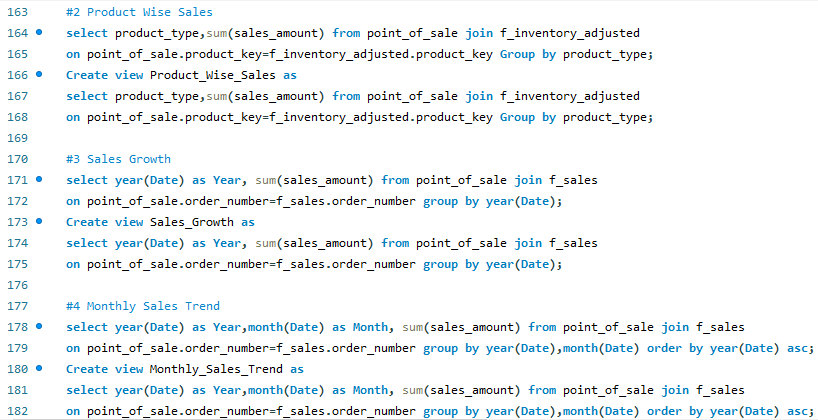 163 #2 Product Wise Sales
164 select product_type,sum(sales_amount) from point_of_sale join f_inventory_adjusted
165 on point_of_sale.product_key=f_inventory_adjusted.product_key Group by product_type;
166 Create view Product_Wise_Sales as
167 select product_type,sum(sales_amount) from point_of_sale join f_inventory_adjusted
168 on point_of_sale.product_key=f_inventory_adjusted.product_key Group by product_type;
169
170 #3 Sales Growth
171 select year(Date) as Year, sum(sales_amount) from point_of_sale join f_sales
172 on point_of_sale.order_number=f_sales.order_number group by year(Date);
173 Create view Sales_Growth as
174 select year(Date) as Year, sum(sales_amount) from point_of_sale join f_sales
175 on point_of_sale.order_number=f_sales.order_number group by year(Date);
176
177 #4 Monthly Sales Trend
178 select year(Date) as Year,month(Date) as Month, sum(sales_amount) from point_of_sale join f_sales
179 on point_of_sale.order_number=f_sales.order_number group by year(Date),month(Date) order by year(Date) asc;
180 Create view Monthly_Sales_Trend as
181 select year(Date) as Year,month(Date) as Month, sum(sales_amount) from point_of_sale join f_sales
182 on point_of_sale.order_number=f_sales.order_number group by year(Date),month(Date) order by year(Date) asc;